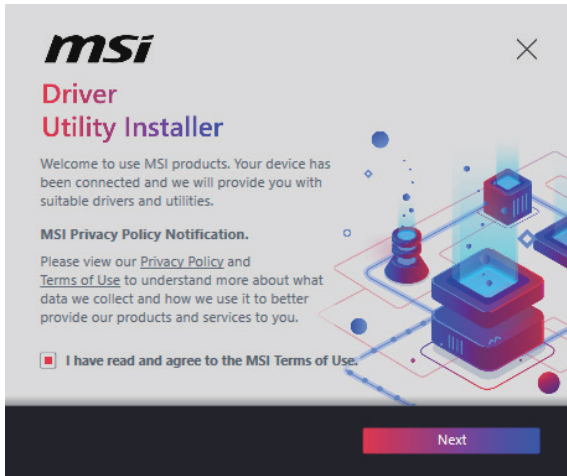 msi
Driver
Utility Installer
Welcome to use MSI products. Your device has
been connected and we will provide you with
suitable drivers and utilities.
MSI Privacy Policy Notification.
Please view our Privacy Policy and
Terms of Use to understand more about what
data we collect and how we use it to better
provide our products and services to you.
I have read and agree to the MSI Terms of Use.
Next